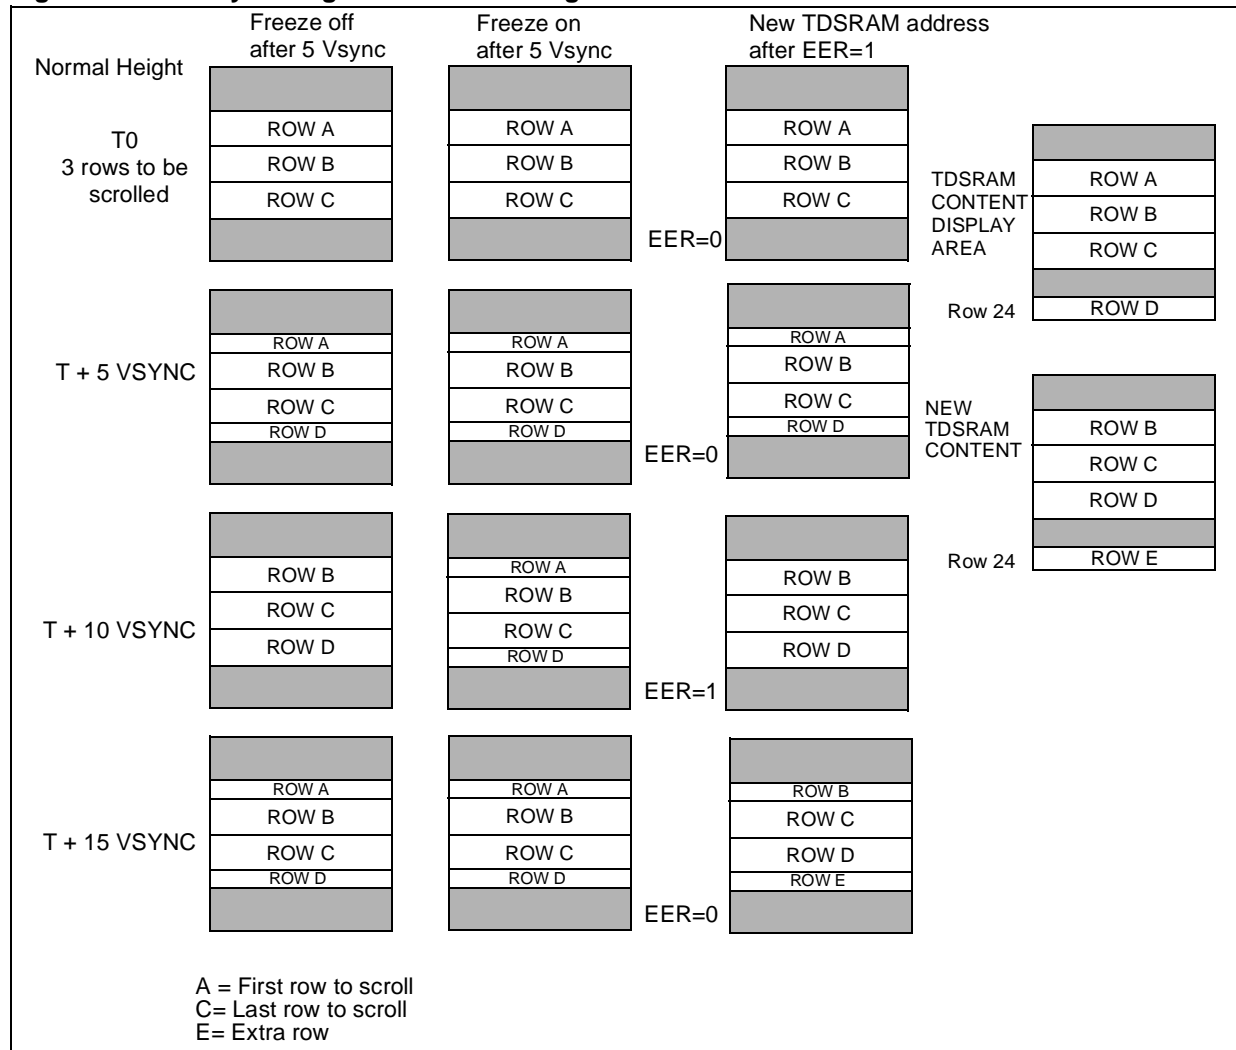 Freeze off
after 5 Vsync
Freeze on
after 5 Vsync
New TDSRAM address
after EER=1
Normal Height
T0
3 rows to be
scrolled
ROW A
ROW B
ROW C
ROW A
ROW B
ROW C
EER=0
ROW A
ROW B
ROW C
TDSRAM
CONTENT
DISPLAY
AREA
ROW A
ROW B
ROW C
Row 24
ROW D
T + 5 VSYNC
ROW A
ROW B
ROW C
ROW D
ROW A
ROW B
ROW C
ROW D
EER=0
ROW A
ROW B
ROW C
ROW D
NEW
TDSRAM
CONTENT
ROW B
ROW C
ROW D
Row 24
ROW E
T + 10 VSYNC
ROW B
ROW C
ROW D
ROW A
ROW B
ROW C
ROW D
EER=1
ROW B
ROW C
ROW D
T + 15 VSYNC
ROW A
ROW B
ROW C
ROW D
ROW A
ROW B
ROW C
ROW D
EER=0
ROW B
ROW C
ROW D
ROW E
A = First row to scroll
C= Last row to scroll
E= Extra row